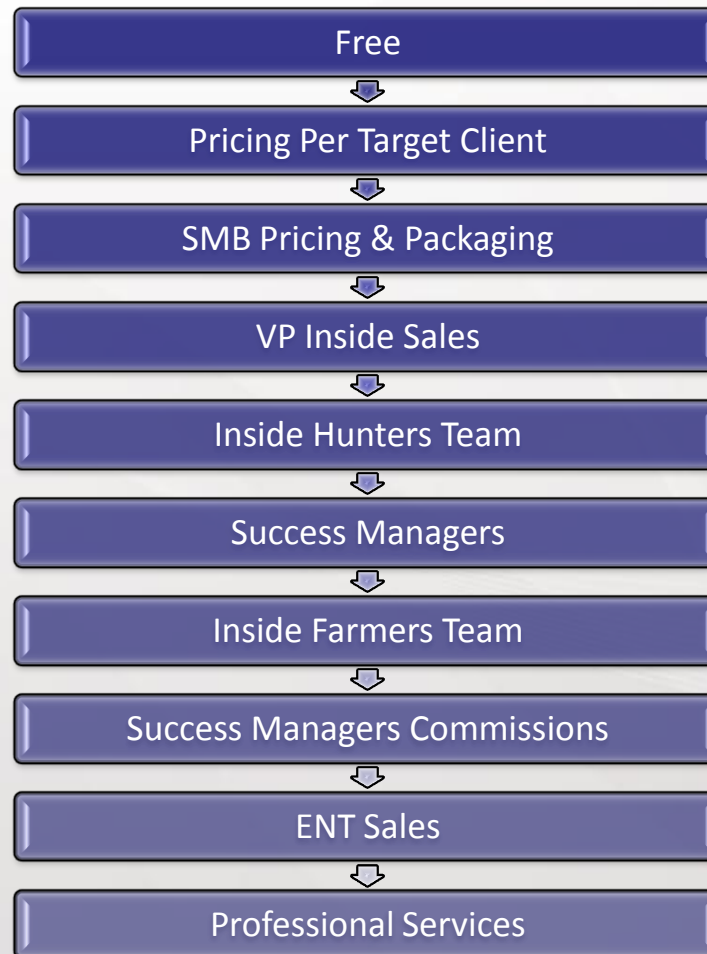 Free
Pricing Per Target Client
SMB Pricing & Packaging
VP Inside Sales
Inside Hunters Team
Success Managers
Inside Farmers Team
Success Managers Commissions
ENT Sales
Professional Services